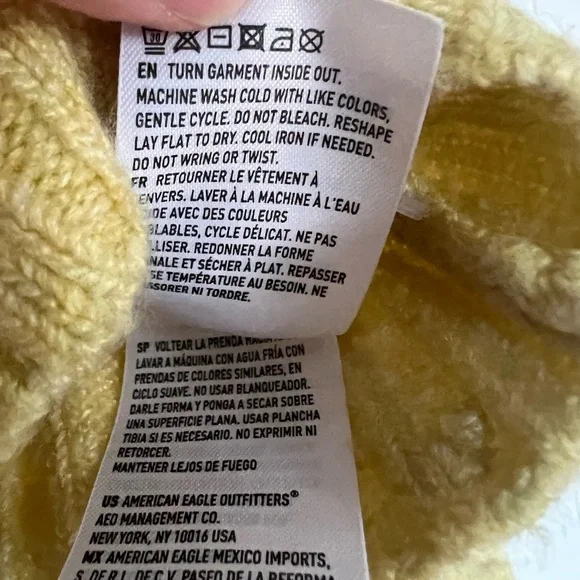 30
EN TURN GARMENT INSIDE OUT.
MACHINE WASH COLD WITH LIKE COLORS,
GENTLE CYCLE. DO NOT BLEACH. RESHAPE
LAY FLAT TO DRY. COOL IRON IF NEEDED.
DO NOT WRING OR TWIST.
FR RETOURNER LE VÊTEMENT À
L'ENVERS. LAVER À LA MACHINE À L'EAU
AVEC DES COULEURS
CYCLE DÉLICAT. NE PAS
REDONNER LA FORME
ET SÉCHER À PLAT. REPASSER
TEMPÉRATURE AU BESOIN. NE
NI TORDRE.
SP VOLTEAR LA PRENDA
LAVAR A MÁQUINA CON AGUA FRÍA CON
PRENDAS DE COLORES SIMILARES, EN
CICLO SUAVE. NO USAR BLANQUEADOR.
DARLE FORMA Y PONGA A SECAR SOBRE
UNA SUPERFICIE PLANA. USAR PLANCHA
TIBIA SI ES NECESARIO. NO EXPRIMIR NI
RETORCER.
MANTENER LEJOS DE FUEGO
US AMERICAN EAGLE OUTFITTERS®
AEO MANAGEMENT CO.
NEW YORK, NY 10016 USA
MX AMERICAN EAGLE MEXICO IMPORTS,
S. DE R.L. DE C.V. PASEO DE LA REFORMA